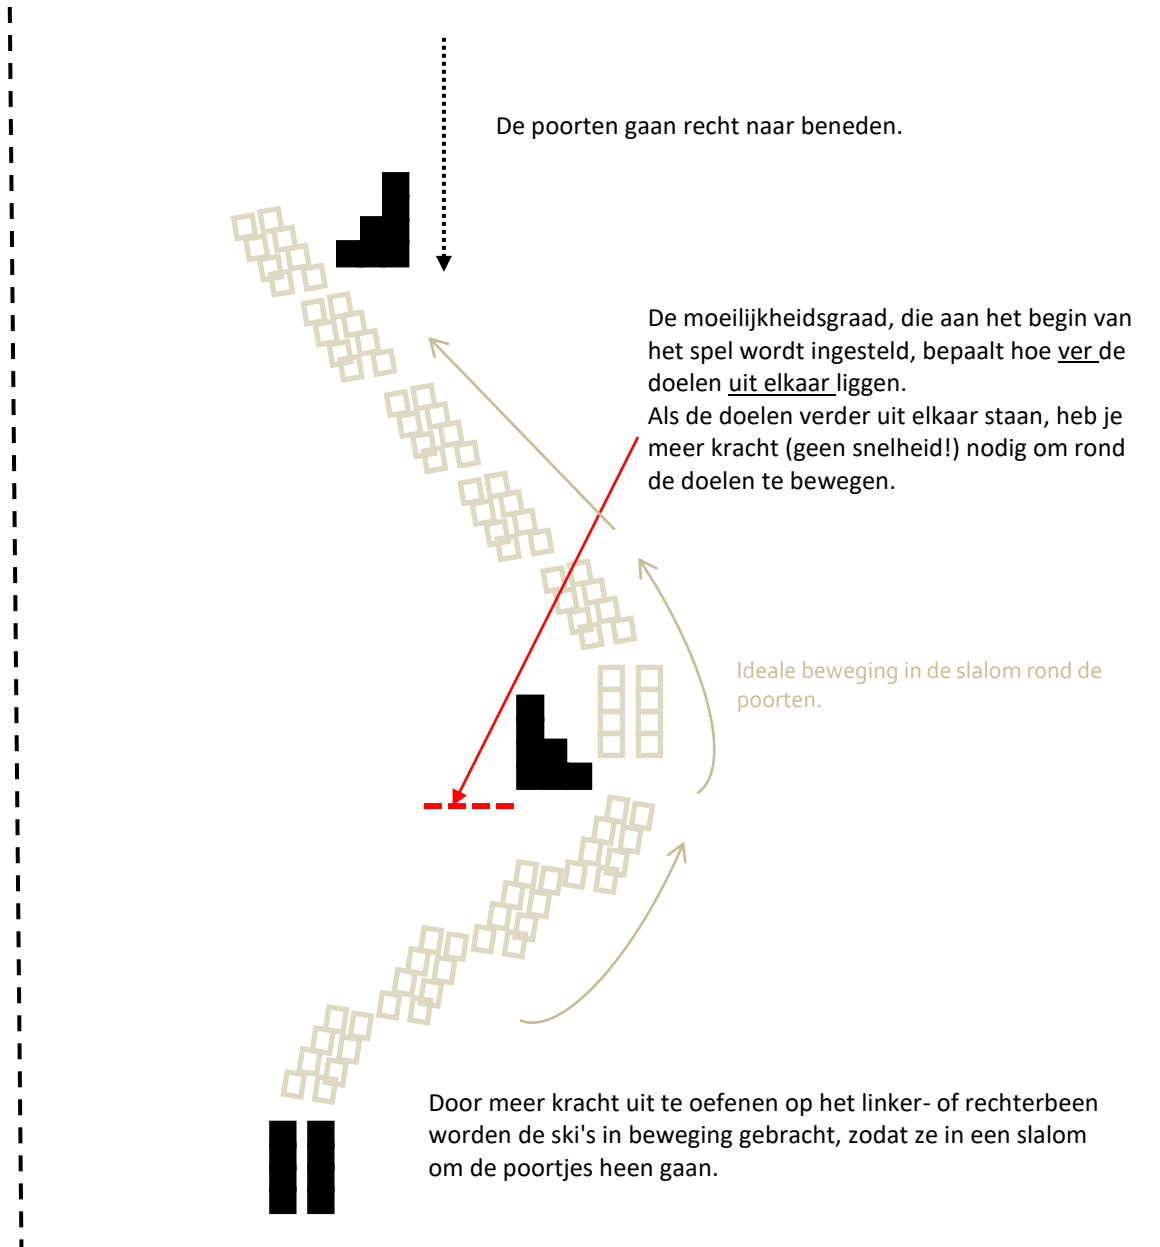 De poorten gaan recht naar beneden.
De moeilijkheidsgraad, die aan het begin van
het spel wordt ingesteld, bepaalt hoe ver de
doelen uit elkaar liggen.
Als de doelen verder uit elkaar staan, heb je
meer kracht (geen snelheid!) nodig om rond
de doelen te bewegen.
Ideale beweging in de slalom rond de
poorten.
Door meer kracht uit te oefenen op het linker- of rechterbeen
worden de ski's in beweging gebracht, zodat ze in een slalom
om de poortjes heen gaan.